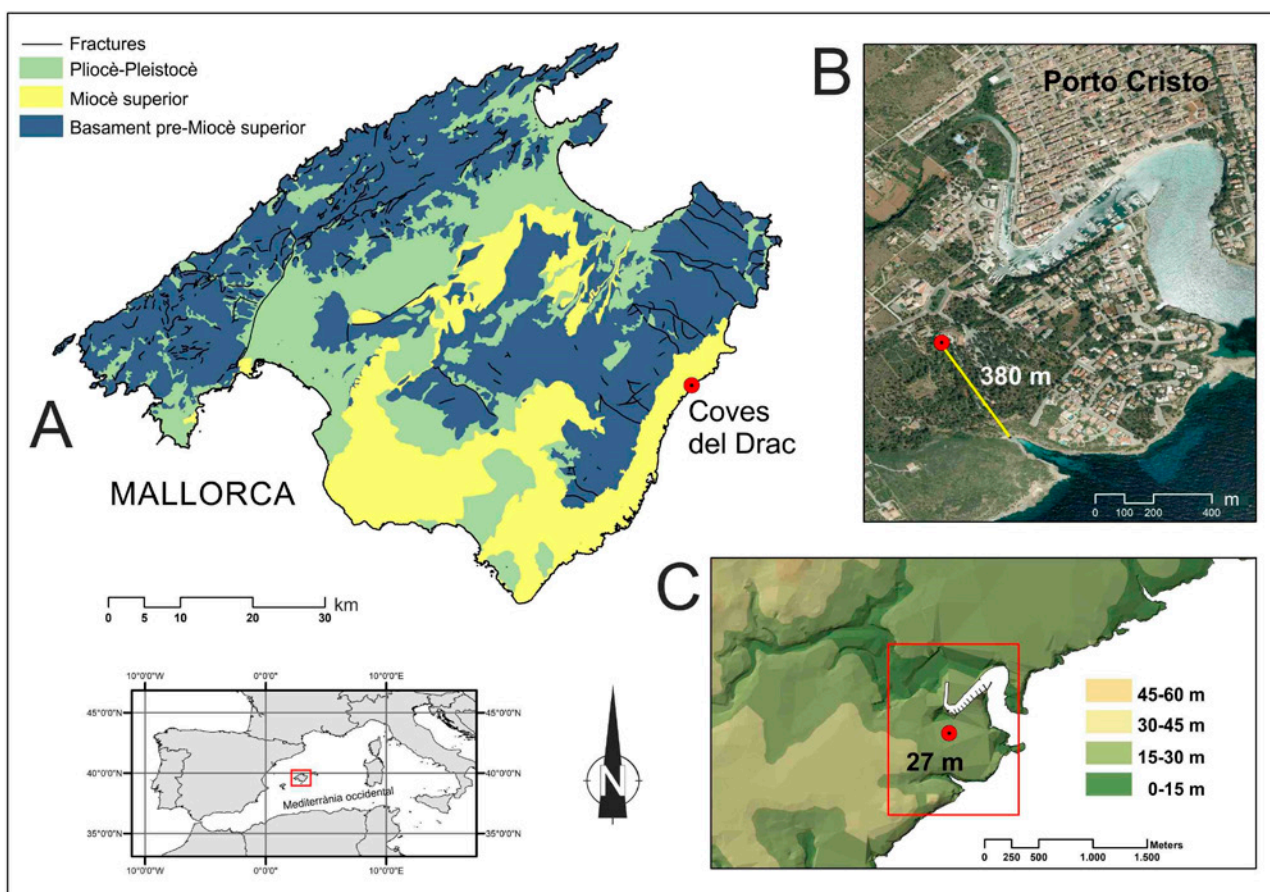 Fractures
Pliocè-Pleistocè
Miocè superior
Basament pre-Miocè superior
A
MALLORCA
Coves
del Drac
0 5 10 20 30 km
B
Porto Cristo
380 m
m
0 100 200 400
10°0'0"W 0°0'0"E 10°0'0"E
45°0'0"N 45°0'0"N
40°0'0"N 40°0'0"N
Mediterrània occidental
35°0'0"N 35°0'0"N
10°0'0"W 0°0'0"E 10°0'0"E
N
C
27 m
45-60 m
30-45 m
15-30 m
0-15 m
Meters
0 250 500 1.000 1.500